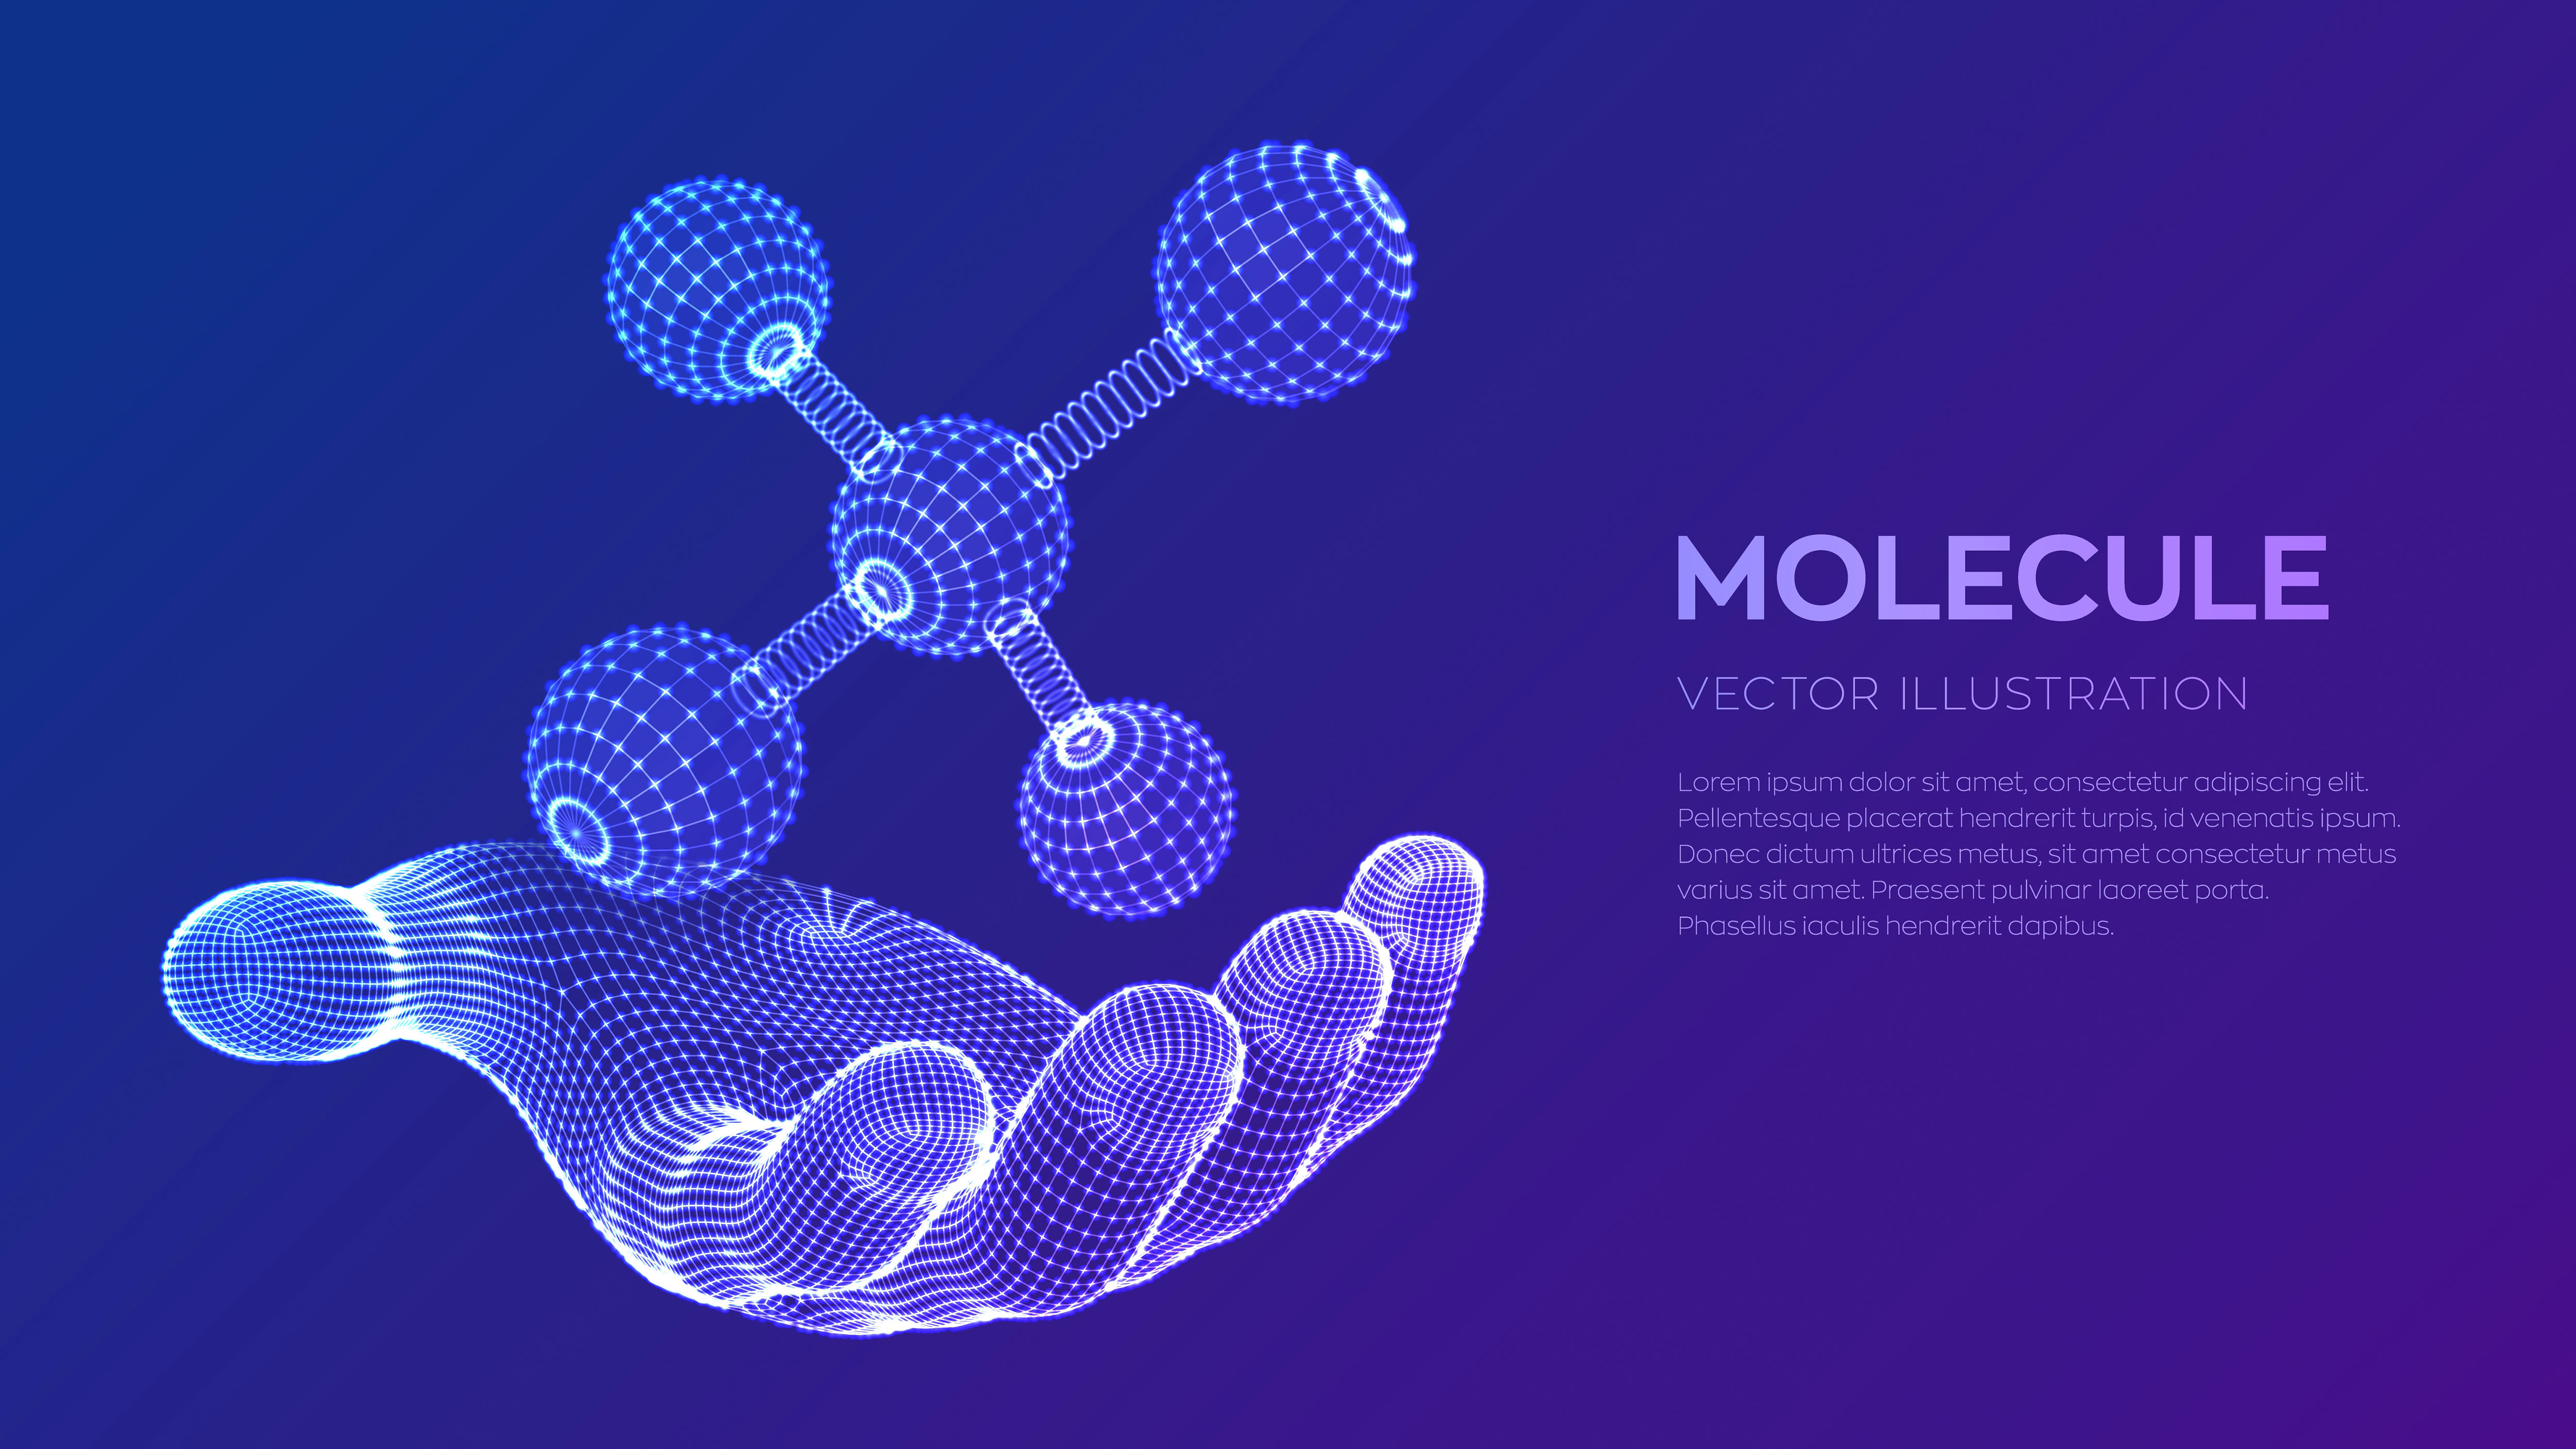 MOLECULE
VECTOR ILLUSTRATION
Lorem ipsum dolor sit amet, consectetur adipiscing elit.
Pellentesque placerat hendrerit turpis, id venenatis ipsum.
Donec dictum ultrices metus, sit amet consectetur metus
varius sit amet. Praesent pulvinar laoreet porta.
Phasellus iaculis hendrerit dapibus.